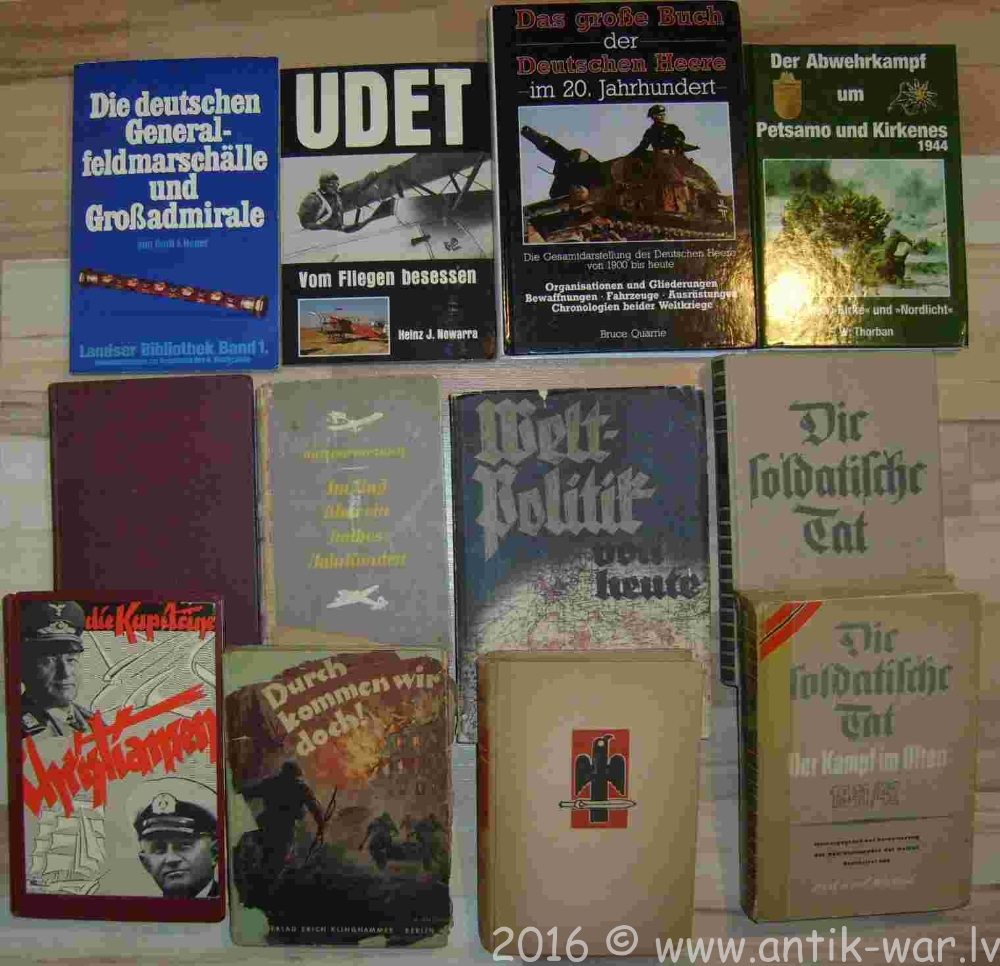 Die deutschen
General-
feldmarschälle
und
Großadmirale
Landser Bibliothek Band 1.
UDET
Vom Fliegen besessen
Heinz J. Nowarra
Das große Buch
der
Deutschen Heere
im 20. Jahrhundert
Die Gesamtdarstellung der Deutschen Heere
von 1900 bis heute
Organisationen und Gliederungen
Bewaffnungen · Fahrzeuge · Ausrüstungen
Chronologien beider Weltkriege
Bruce Quarrie
Der Abwehrkampf
um
Petsamo und Kirkenes
1944
»Birke« und »Nordlicht«
W. Thorban
Im Flug
über ein
halbes
Jahrhundert
Welt-
Politik
von
heute
Die
soldatische
Tat
die Kapitäne
Christiansen
Durch
kommen wir
doch!
VERLAG ERICH KLINGHAMMER BERLIN
Die
soldatische
Tat
Der Kampf im Osten
1941/42
2016 © www.antik-war.lv